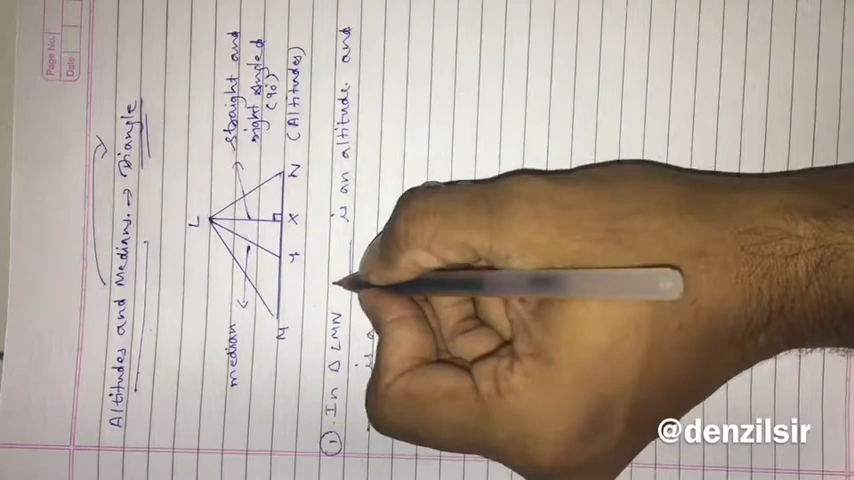 Page No.
Date
Altitudes and Medians. → Triangle
L
median
straight and
right angled
(90°)
(Altitudes)
M Y X N
① . In Δ LMN is an altitude and
is a
@denzilsir